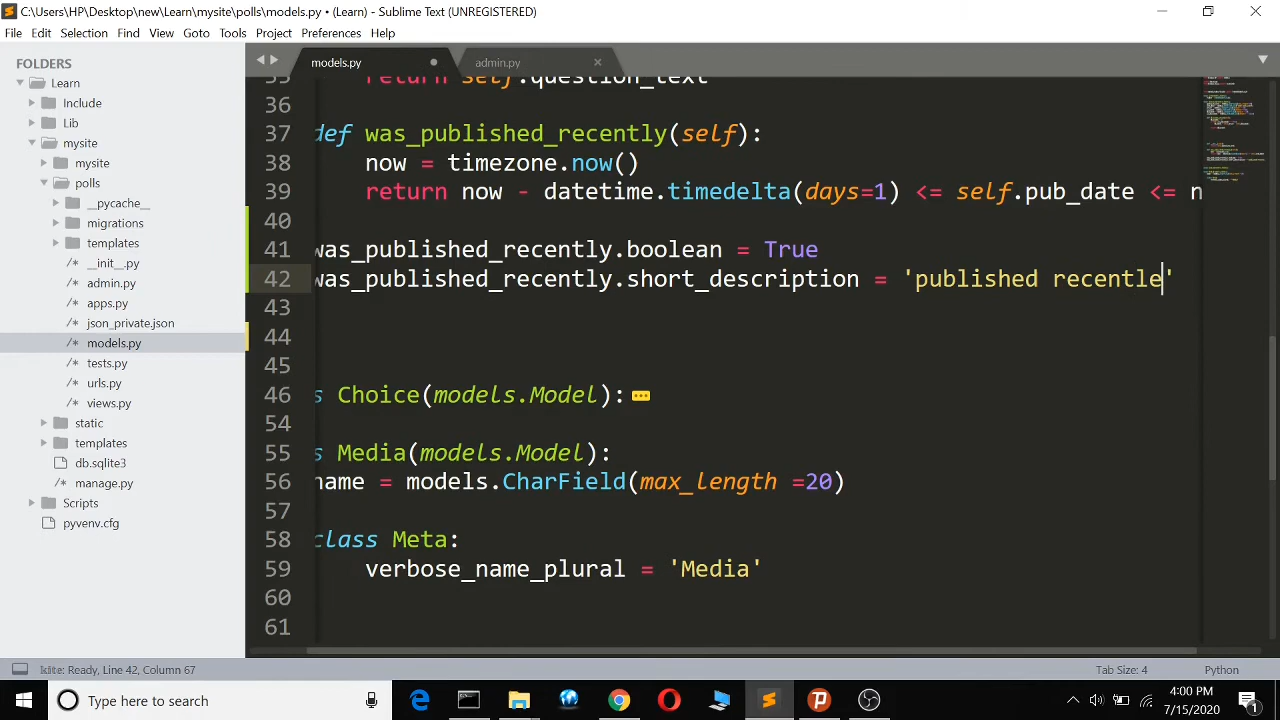 C:\Users\HP\Desktop\new\Learn\mysite\polls\models.py • (Learn) - Sublime Text (UNREGISTERED)
File Edit Selection Find View Goto Tools Project Preferences Help
FOLDERS
Learn
Include
Lib
mysite
mysite
polls
__pycache__
migrations
templates
__init__.py
admin.py
apps.py
json_private.json
models.py
tests.py
urls.py
views.py
static
templates
db.sqlite3
manage.py
Scripts
pyvenv.cfg
models.py admin.py
35 return self.question_text
36
37 def was_published_recently(self):
38 now = timezone.now()
39 return now - datetime.timedelta(days=1) <= self.pub_date <= n
40
41 was_published_recently.boolean = True
42 was_published_recently.short_description = 'published recentle'
43
44
45
46 s Choice(models.Model):
54
55 s Media(models.Model):
56 name = models.CharField(max_length =20)
57
58 class Meta:
59 verbose_name_plural = 'Media'
60
61
kite: Ready, Line 42, Column 67 Tab Size: 4 Python
Type here to search
4:00 PM
7/15/2020